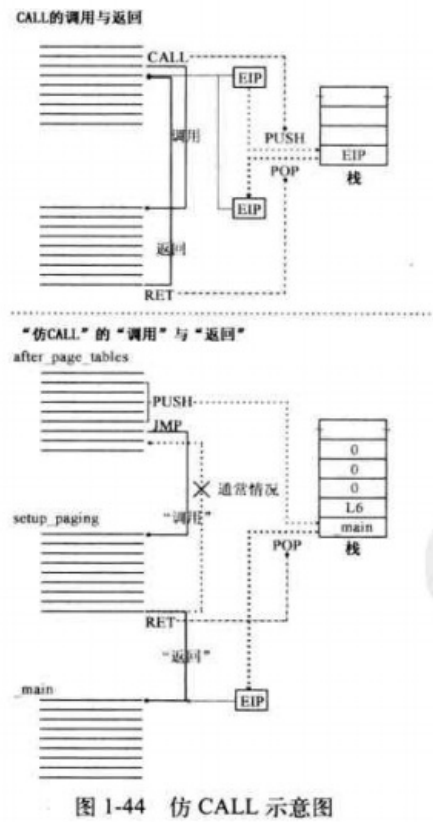 CALL的调用与返回
CALL
EIP
调用
PUSH
EIP
POP
栈
EIP
返回
RET
“仿CALL”的“调用”与“返回”
after_page_tables
PUSH
JMP
0
0
通常情况
0
setup_paging
“调用”
L6
_main
POP
栈
RET
“返回”
_main
EIP
图 1-44 仿 CALL 示意图